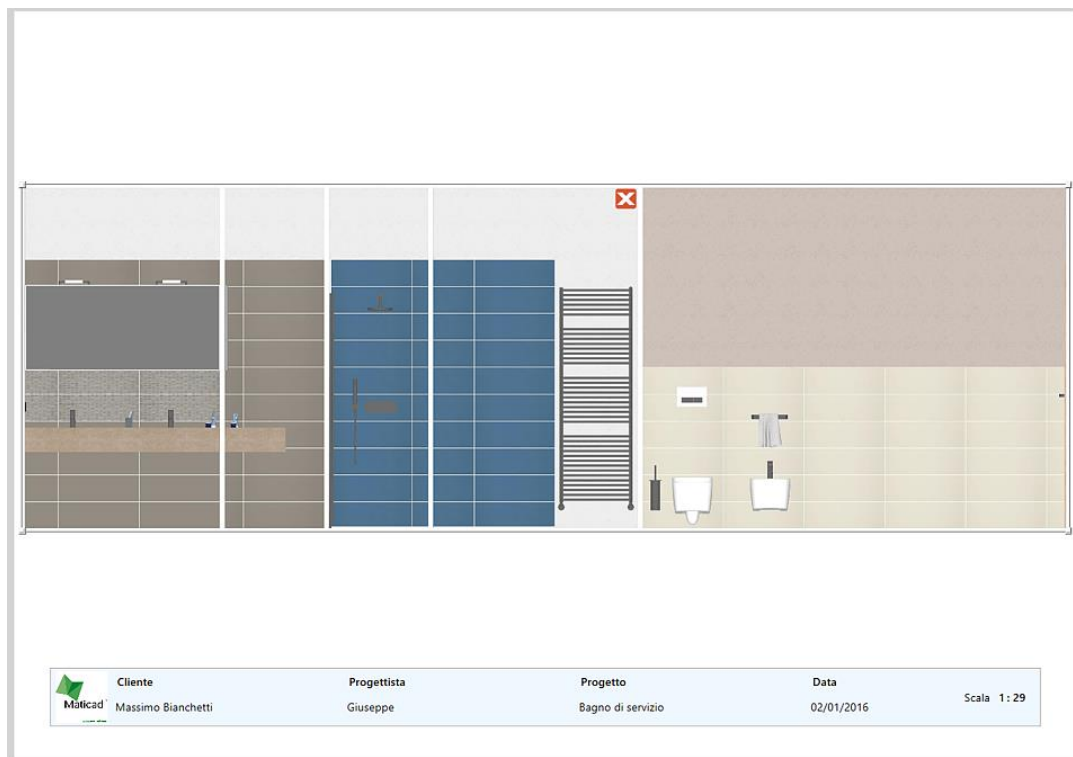 Cliente
Progettista
Progetto
Data
Maticad
Massimo Bianchetti
Giuseppe
Bagno di servizio
02/01/2016
Scala 1 : 29